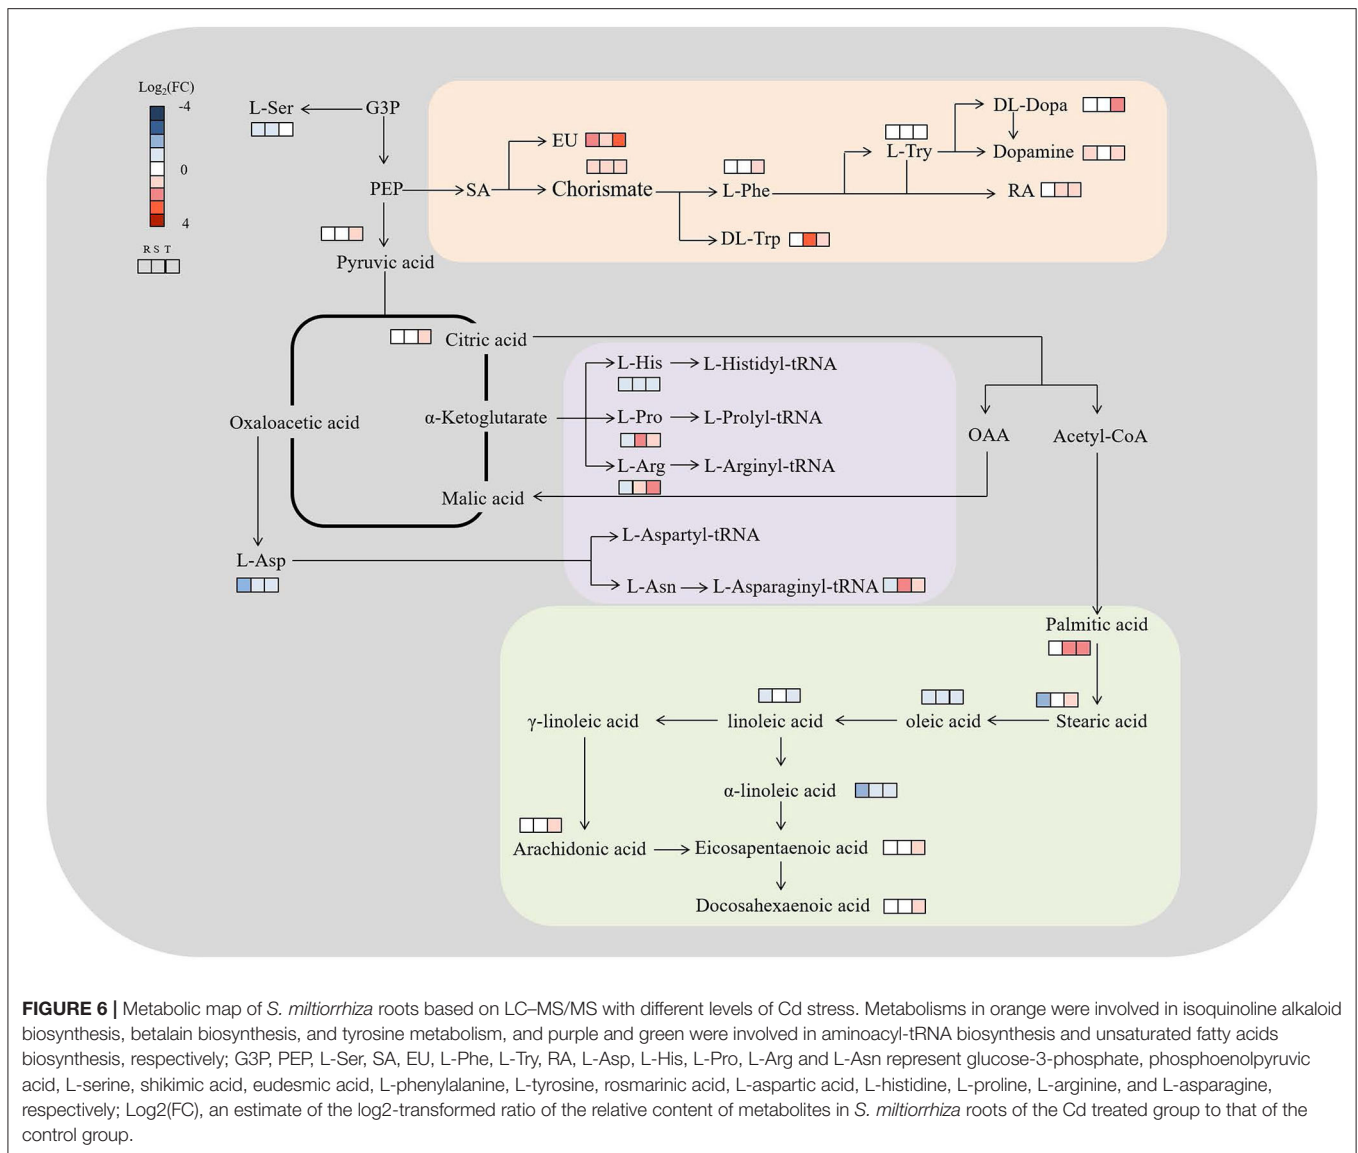 Log2(FC)
-4
0
4
R S T
L-Ser
G3P
PEP
SA
EU
Chorismate
L-Phe
DL-Trp
L-Try
DL-Dopa
Dopamine
RA
Pyruvic acid
Citric acid
Oxaloacetic acid
α-Ketoglutarate
Malic acid
L-His
L-Histidyl-tRNA
L-Pro
L-Prolyl-tRNA
L-Arg
L-Arginyl-tRNA
OAA
Acetyl-CoA
L-Asp
L-Aspartyl-tRNA
L-Asn
L-Asparaginyl-tRNA
Palmitic acid
Stearic acid
oleic acid
linoleic acid
γ-linoleic acid
α-linoleic acid
Arachidonic acid
Eicosapentaenoic acid
Docosahexaenoic acid
FIGURE 6 | Metabolic map of S. miltiorrhiza roots based on LC–MS/MS with different levels of Cd stress. Metabolisms in orange were involved in isoquinoline alkaloid
biosynthesis, betalain biosynthesis, and tyrosine metabolism, and purple and green were involved in aminoacyl-tRNA biosynthesis and unsaturated fatty acids
biosynthesis, respectively; G3P, PEP, L-Ser, SA, EU, L-Phe, L-Try, RA, L-Asp, L-His, L-Pro, L-Arg and L-Asn represent glucose-3-phosphate, phosphoenolpyruvic
acid, L-serine, shikimic acid, eudesmic acid, L-phenylalanine, L-tyrosine, rosmarinic acid, L-aspartic acid, L-histidine, L-proline, L-arginine, and L-asparagine,
respectively; Log2(FC), an estimate of the log2-transformed ratio of the relative content of metabolites in S. miltiorrhiza roots of the Cd treated group to that of the
control group.